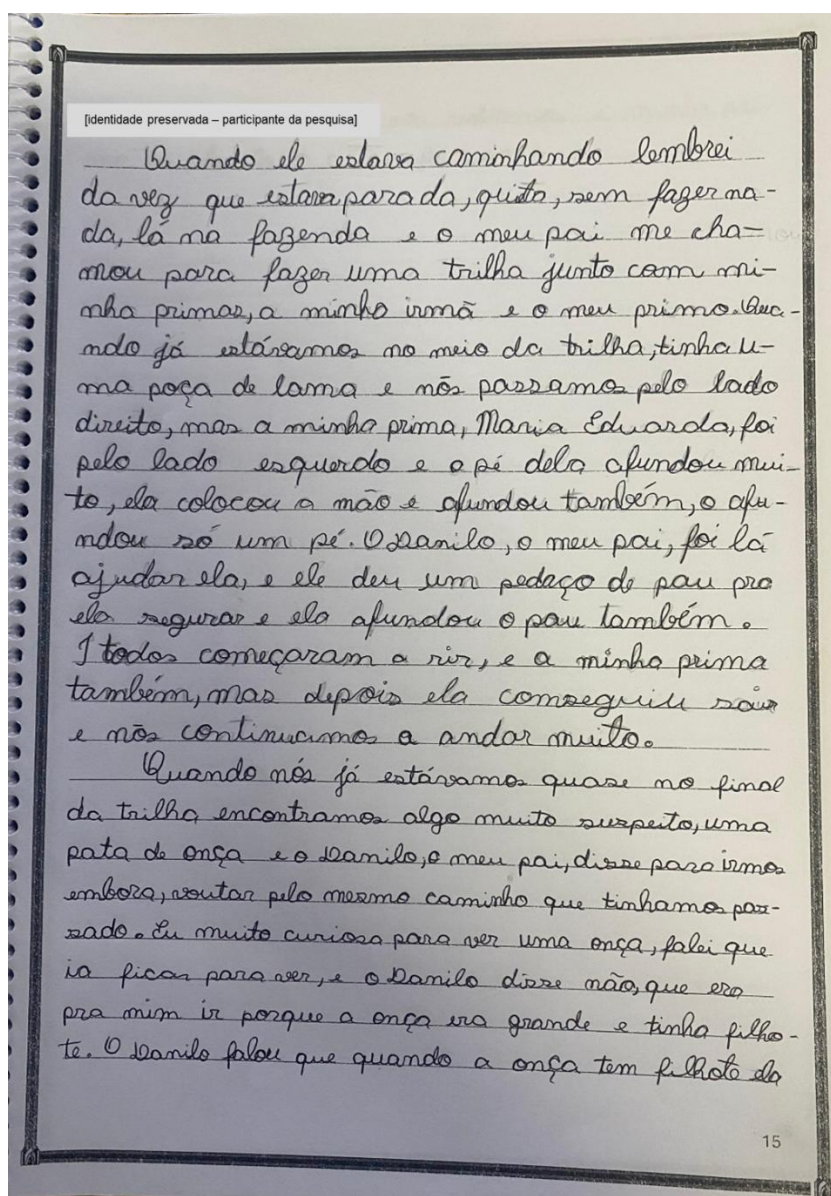 [identidade preservada – participante da pesquisa]
Quando ele estava caminhando lembrei
da vez que estava parada, quieta, sem fazer na-
da, lá na fazenda e o meu pai me cha-
mou para fazer uma trilha junto com mi-
nha primas, a minha irmã e o meu primo. Qua-
ndo já estávamos no meio da trilha, tinha u-
ma poça de lama e nós passamos pelo lado
direito, mas a minha prima, Maria Eduarda, foi
pelo lado esquerdo e o pé dela afundou mui-
to, ela colocou a mão e afundou também, o afu-
ndou só um pé. O Danilo, o meu pai, foi lá
ajudar ela, e ele deu um pedaço de pau pra
ela segurar e ela afundou o pau também.
I todos começaram a rir, e a minha prima
também, mas depois ela conseguiu sair
e nós continuamos a andar muito.
Quando nós já estávamos quase no final
da trilha encontramos algo muito suspeito, uma
pata de onça e o Danilo, o meu pai, disse para irmos
embora, voutar pelo mesmo caminho que tinhamos pas-
sado. Eu muito curiosa para ver uma onça, falei que
ia ficar para ver, e o Danilo disse não, que era
pra mim ir porque a onça era grande e tinha filho-
te. O Danilo falou que quando a onça tem filhote ela
15